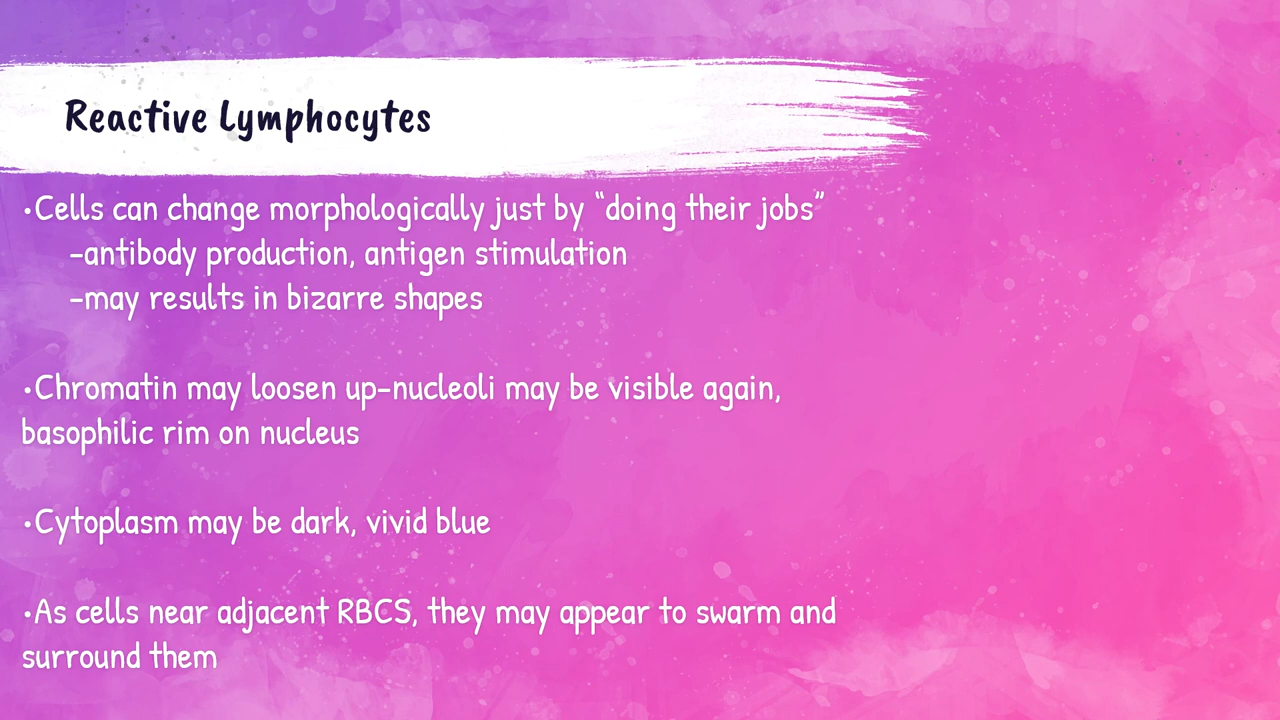 Reactive Lymphocytes
•Cells can change morphologically just by “doing their jobs”
-antibody production, antigen stimulation
-may results in bizarre shapes
•Chromatin may loosen up-nucleoli may be visible again,
basophilic rim on nucleus
•Cytoplasm may be dark, vivid blue
•As cells near adjacent RBCS, they may appear to swarm and
surround them